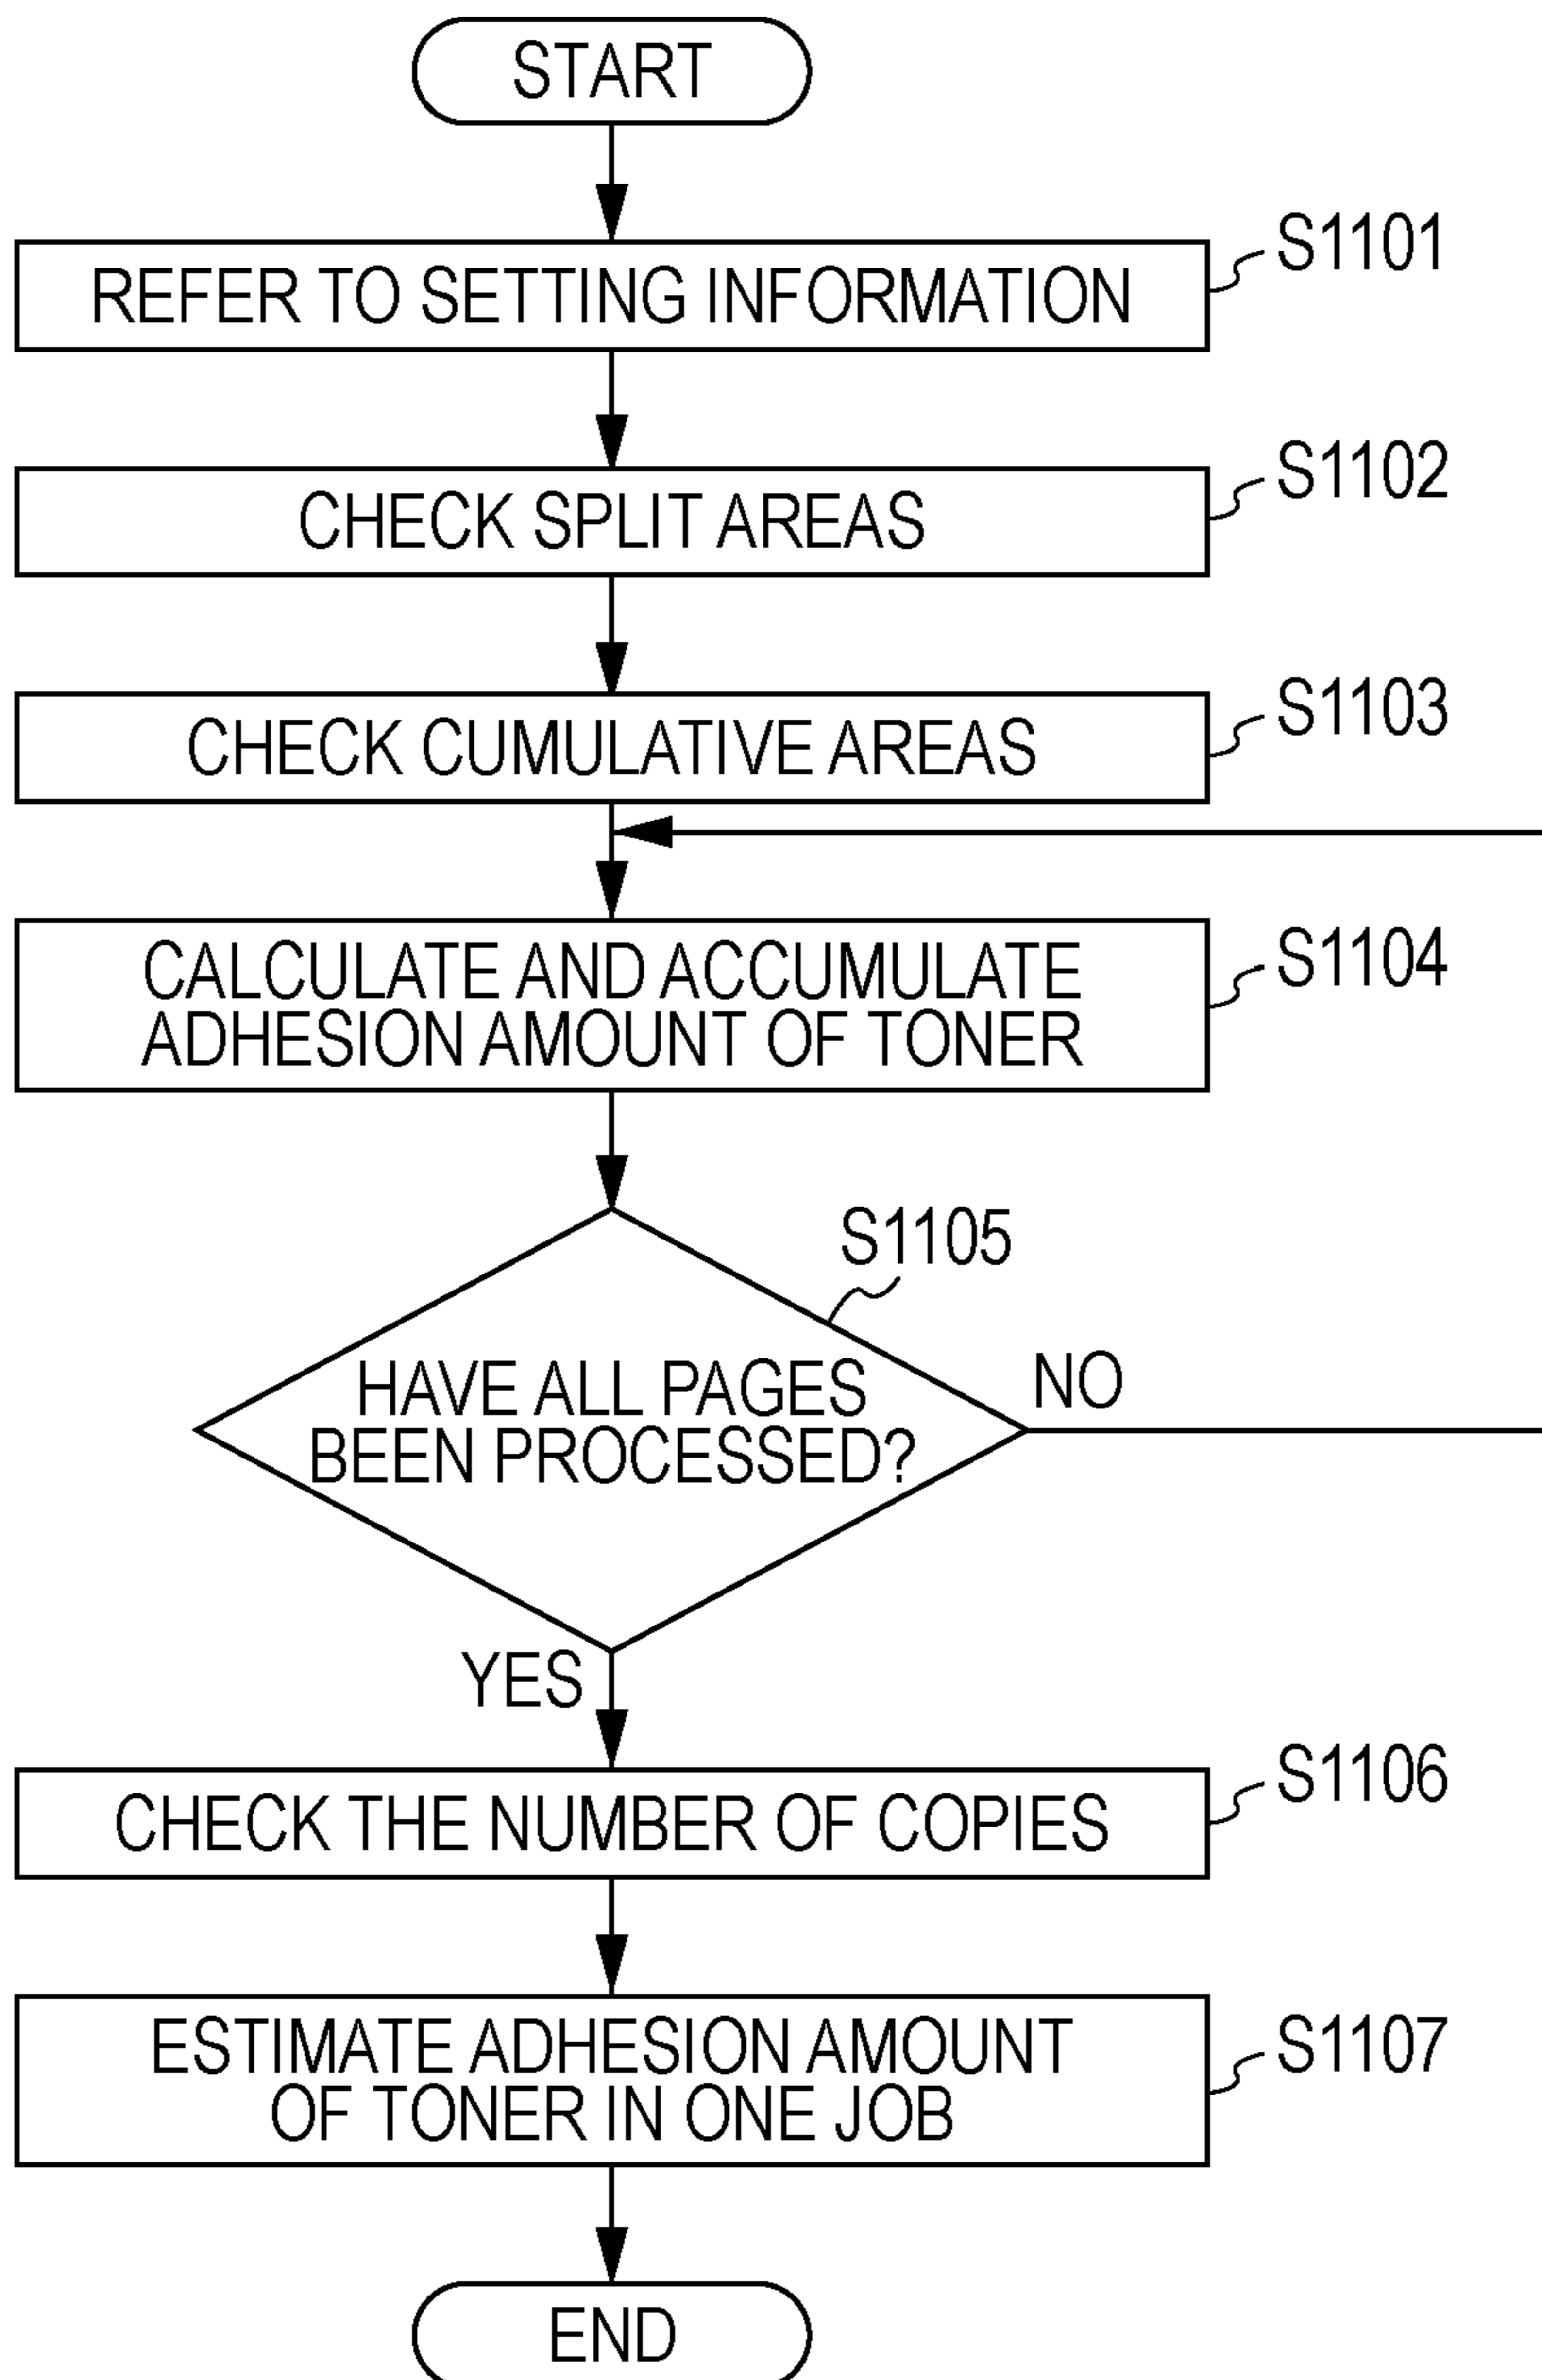 START
REFER TO SETTING INFORMATION
S1101
CHECK SPLIT AREAS
S1102
CHECK CUMULATIVE AREAS
S1103
CALCULATE AND ACCUMULATE
ADHESION AMOUNT OF TONER
S1104
S1105
HAVE ALL PAGES
BEEN PROCESSED?
NO
YES
CHECK THE NUMBER OF COPIES
S1106
ESTIMATE ADHESION AMOUNT
OF TONER IN ONE JOB
S1107
END